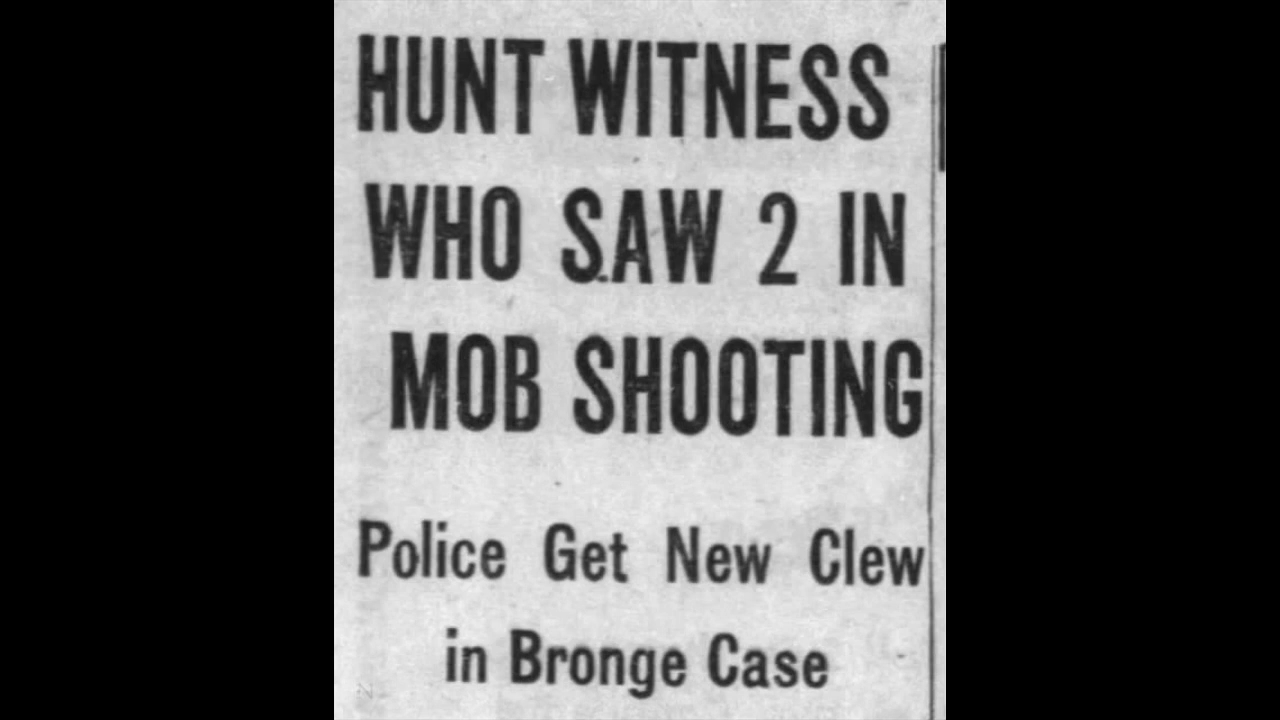 HUNT WITNESS
WHO SAW 2 IN
MOB SHOOTING
Police Get New Clew
in Bronge Case